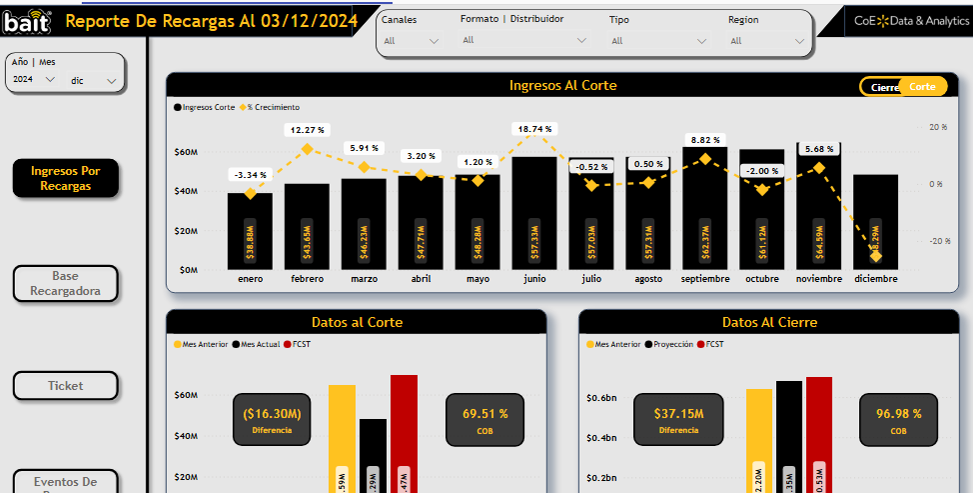 bait
Reporte De Recargas Al 03/12/2024
Canales
All
Formato | Distribuidor
All
Tipo
All
Region
All
CoE Data & Analytics
Año | Mes
2024
dic
Ingresos Por
Recargas
Base
Recargadora
Ticket
Eventos De
Ingresos Al Corte
Cierre
Corte
Ingresos Corte
% Crecimiento
$60M
$40M
$20M
$0M
20 %
0 %
-20 %
-3.34 %
12.27 %
5.91 %
3.20 %
1.20 %
18.74 %
-0.52 %
0.50 %
8.82 %
-2.00 %
5.68 %
$38.88M
$43.65M
$46.23M
$47.71M
$48.28M
$57.33M
$57.03M
$57.31M
$62.37M
$61.12M
$64.59M
8.29M
enero
febrero
marzo
abril
mayo
junio
julio
agosto
septiembre
octubre
noviembre
diciembre
Datos al Corte
Mes Anterior
Mes Actual
FCST
$60M
$40M
$20M
($16.30M)
Diferencia
69.51 %
COB
.59M
.29M
.47M
Datos Al Cierre
Mes Anterior
Proyección
FCST
$0.6bn
$0.4bn
$0.2bn
$37.15M
Diferencia
96.98 %
COB
2.20M
.35M
0.53M